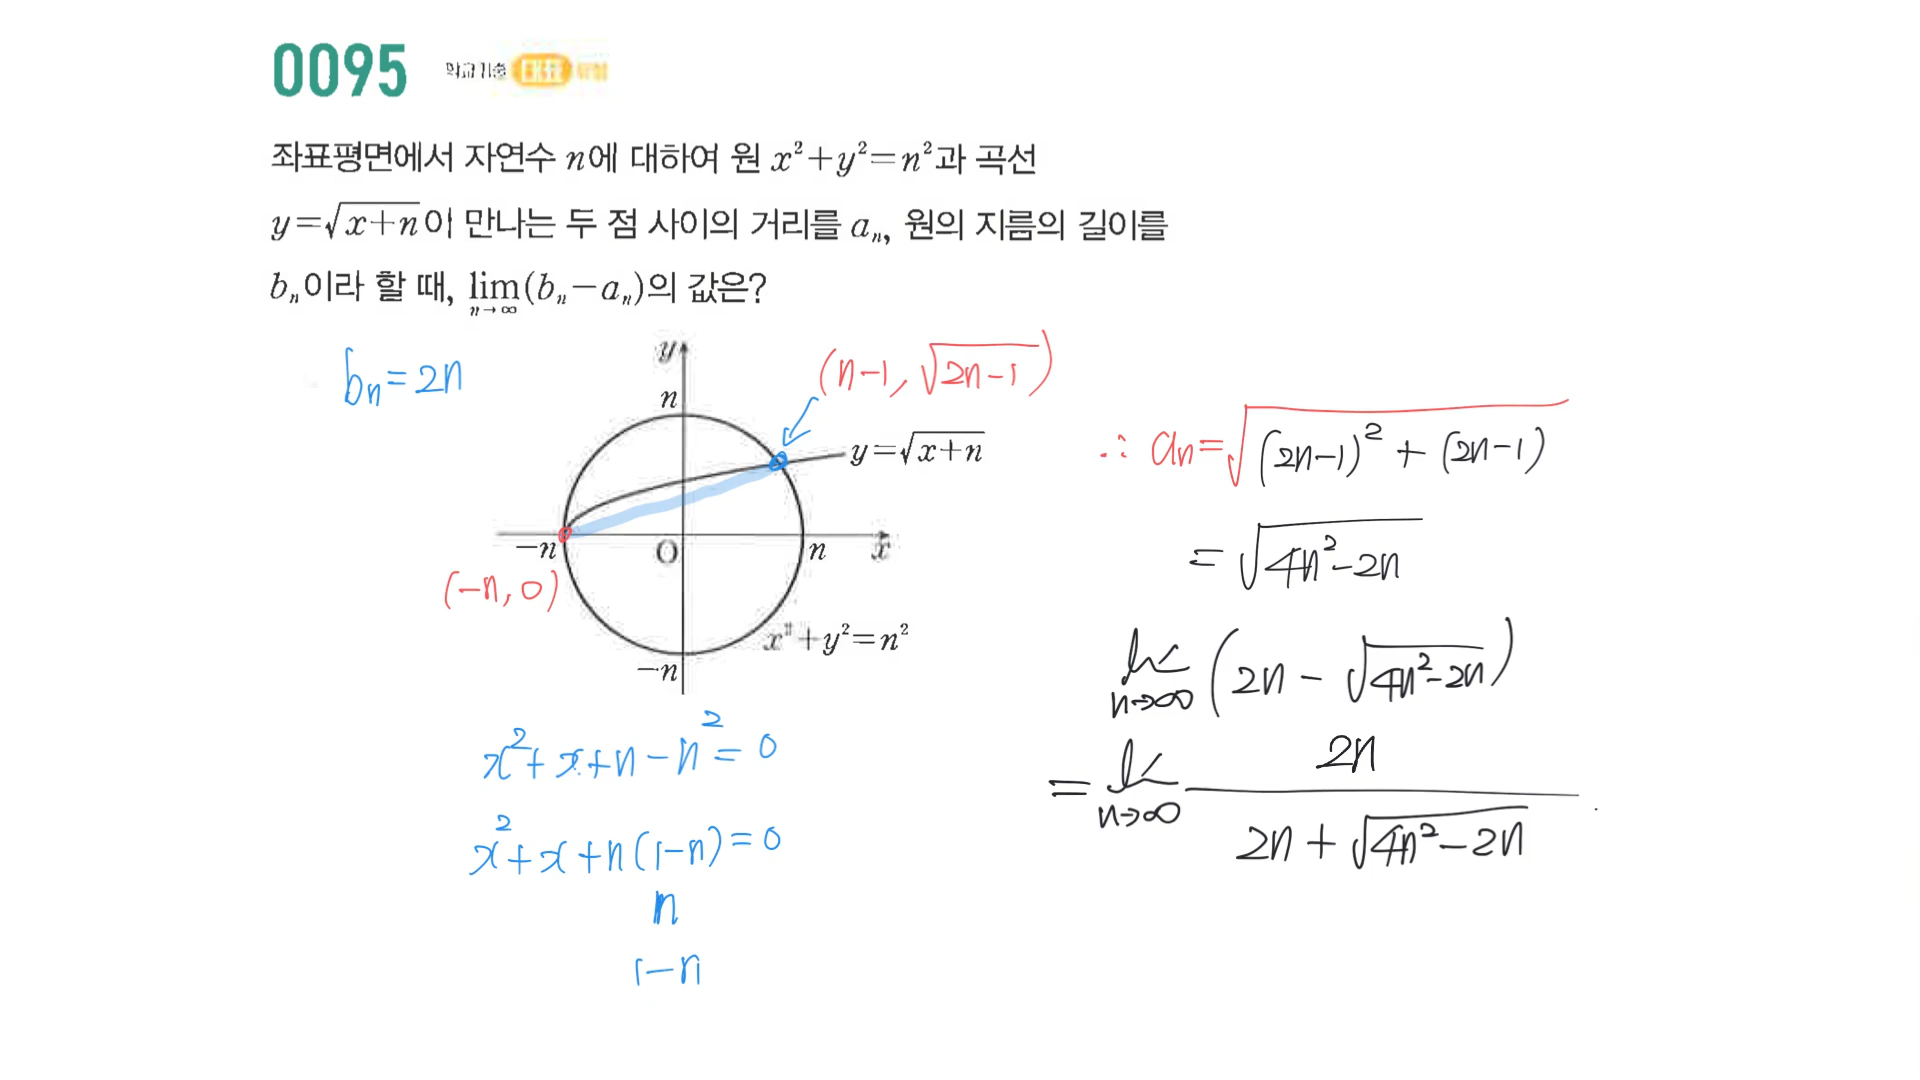 0095
좌표평면에서 자연수 n에 대하여 원 x²+y²=n²과 곡선
y=√(x+n)이 만나는 두 점 사이의 거리를 aₙ, 원의 지름의 길이를
bₙ이라 할 때, lim(bₙ−aₙ)의 값은?
n→∞
bₙ=2n
y
n
(n-1, √(2n-1))
y=√(x+n)
−n
O
n
x
(-n, 0)
x²+y²=n²
−n
x²+x+n-n²=0
x²+x+n(1-n)=0
n
1-n
∴ aₙ=√((2n-1)²+(2n-1))
=√(4n²-2n)
lim n→∞ (2n-√(4n²-2n))
=lim n→∞ 2n / (2n+√(4n²-2n))